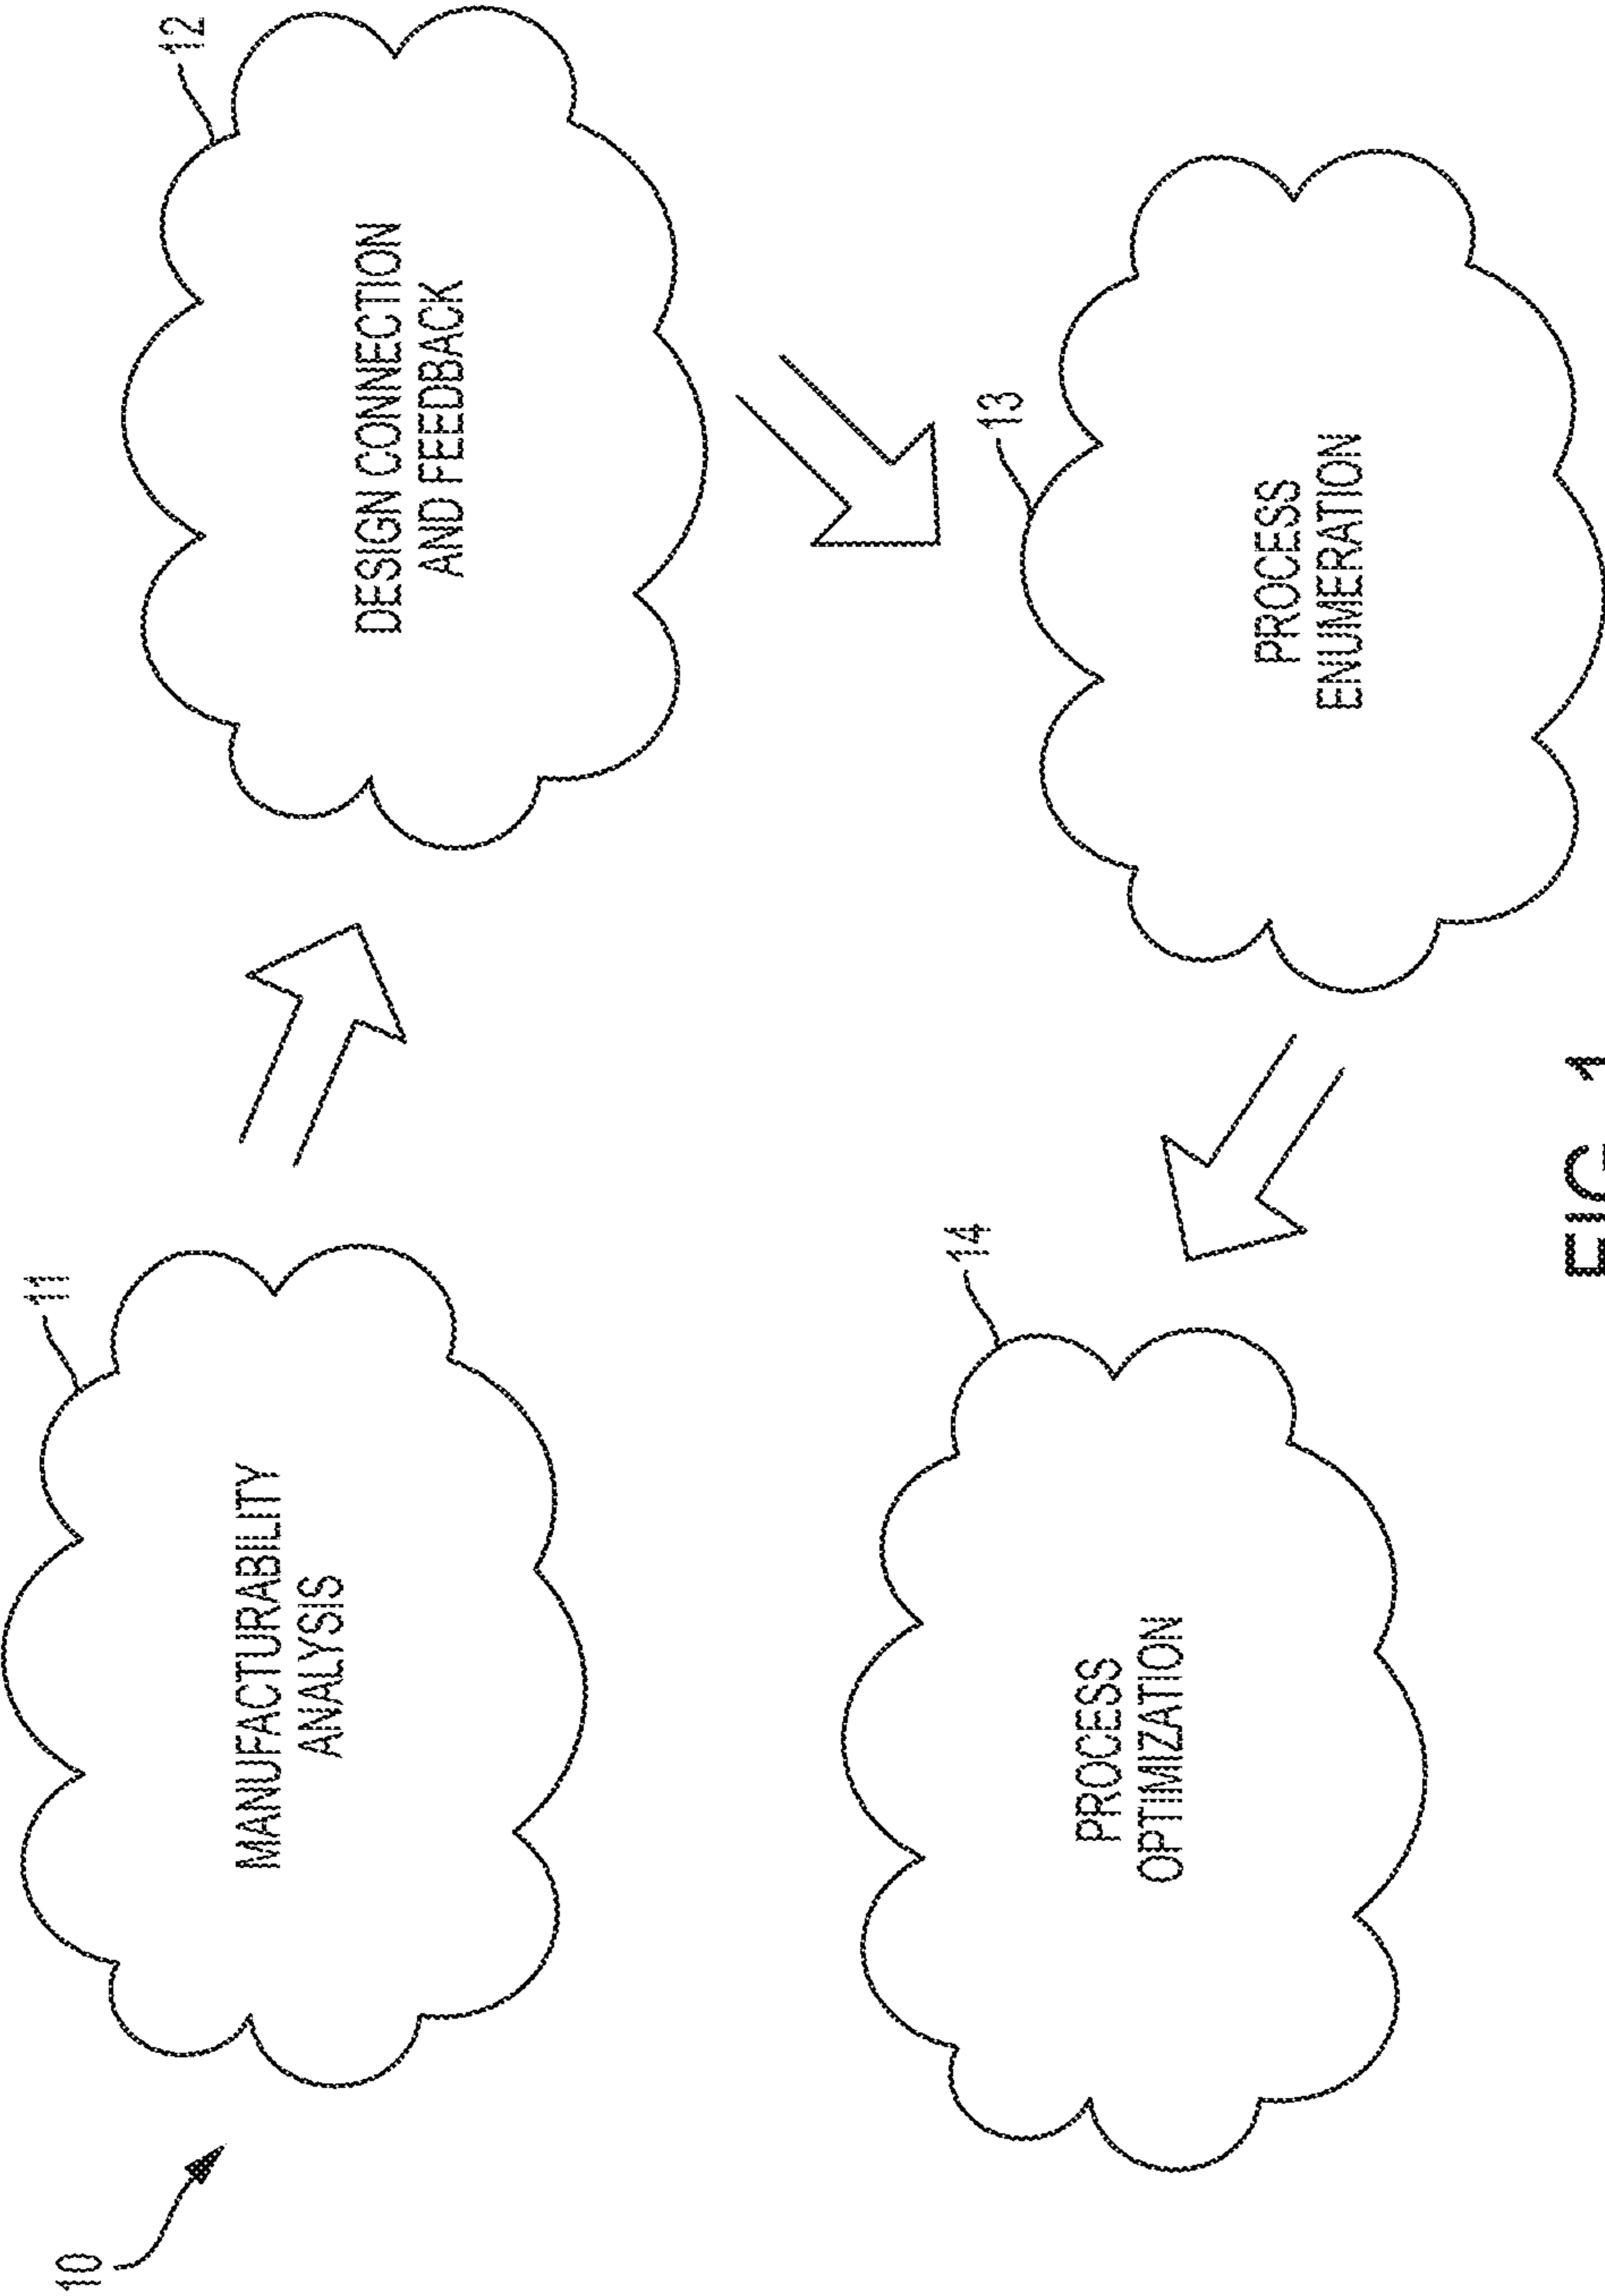 10
11
MANUFACTURABILITY
ANALYSIS
12
DESIGN CONNECTION
AND FEEDBACK
13
PROCESS
ENUMERATION
14
PROCESS
OPTIMIZATION
FIG. 1